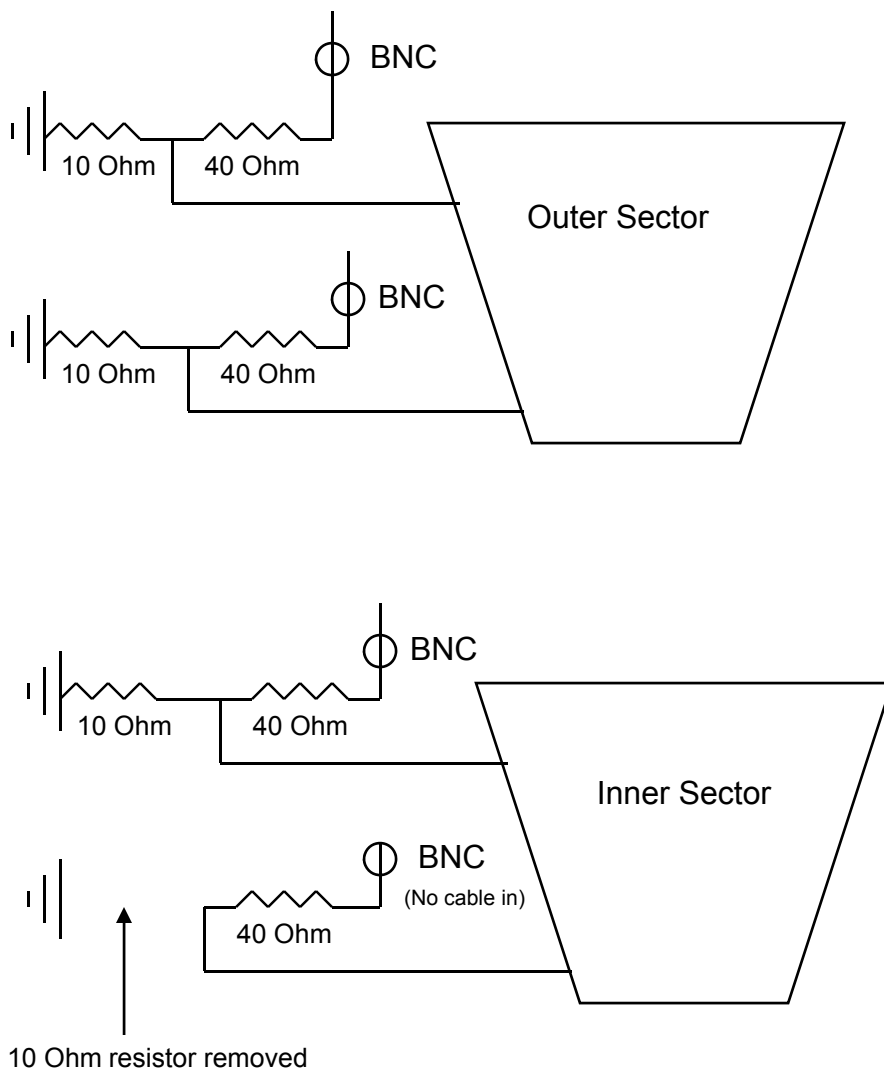 BNC
10 Ohm 40 Ohm
Outer Sector
BNC
10 Ohm 40 Ohm
BNC
10 Ohm 40 Ohm
Inner Sector
BNC
(No cable in)
40 Ohm
10 Ohm resistor removed